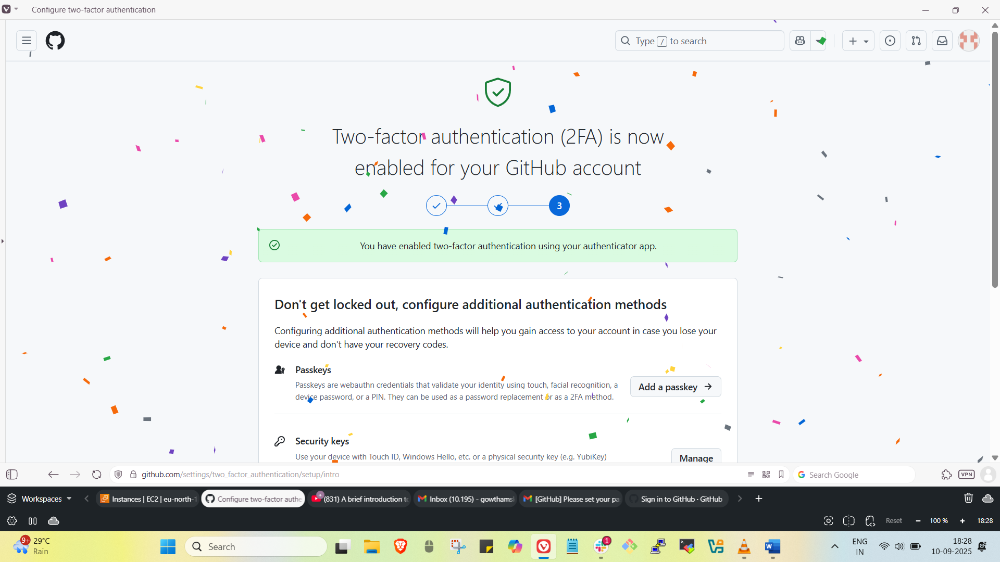 Configure two-factor authentication
Type / to search
Two-factor authentication (2FA) is now
enabled for your GitHub account
3
You have enabled two-factor authentication using your authenticator app.
Don't get locked out, configure additional authentication methods
Configuring additional authentication methods will help you gain access to your account in case you lose your
device and don't have your recovery codes.
Passkeys
Passkeys are webauthn credentials that validate your identity using touch, facial recognition, a
device password, or a PIN. They can be used as a password replacement or as a 2FA method.
Add a passkey
Security keys
Use your device with Touch ID, Windows Hello, etc. or a physical security key (e.g. YubiKey)
Manage
github.com/settings/two_factor_authentication/setup/intro
Search Google
VPN
Workspaces
Instances | EC2 | eu-north-1
Configure two-factor authe
(831) A brief introduction to
Inbox (10,195) - gowthams
[GitHub] Please set your pa
Sign in to GitHub · GitHub
Reset
100 %
18:28
9+
29°C
Rain
Search
1
ENG
IN
18:28
10-09-2025